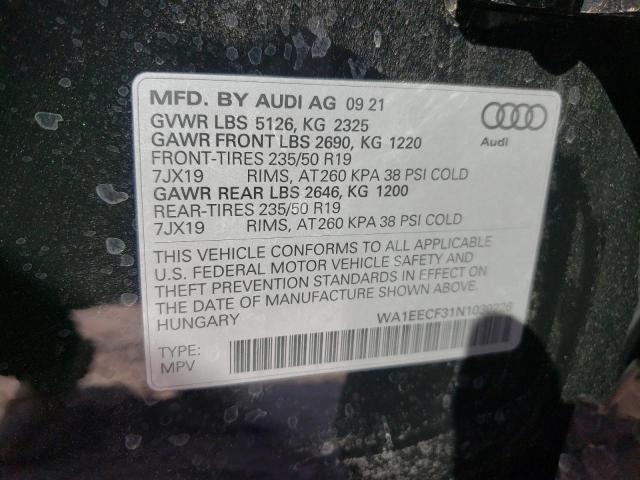 MFD. BY AUDI AG 09 21
GVWR LBS 5126, KG 2325
GAWR FRONT LBS 2690, KG 1220
FRONT-TIRES 235/50 R19
7JX19 RIMS, AT260 KPA 38 PSI COLD
GAWR REAR LBS 2646, KG 1200
REAR-TIRES 235/50 R19
7JX19 RIMS, AT260 KPA 38 PSI COLD
Audi
THIS VEHICLE CONFORMS TO ALL APPLICABLE
U.S. FEDERAL MOTOR VEHICLE SAFETY AND
THEFT PREVENTION STANDARDS IN EFFECT ON
THE DATE OF MANUFACTURE SHOWN ABOVE.
HUNGARY
TYPE:
MPV